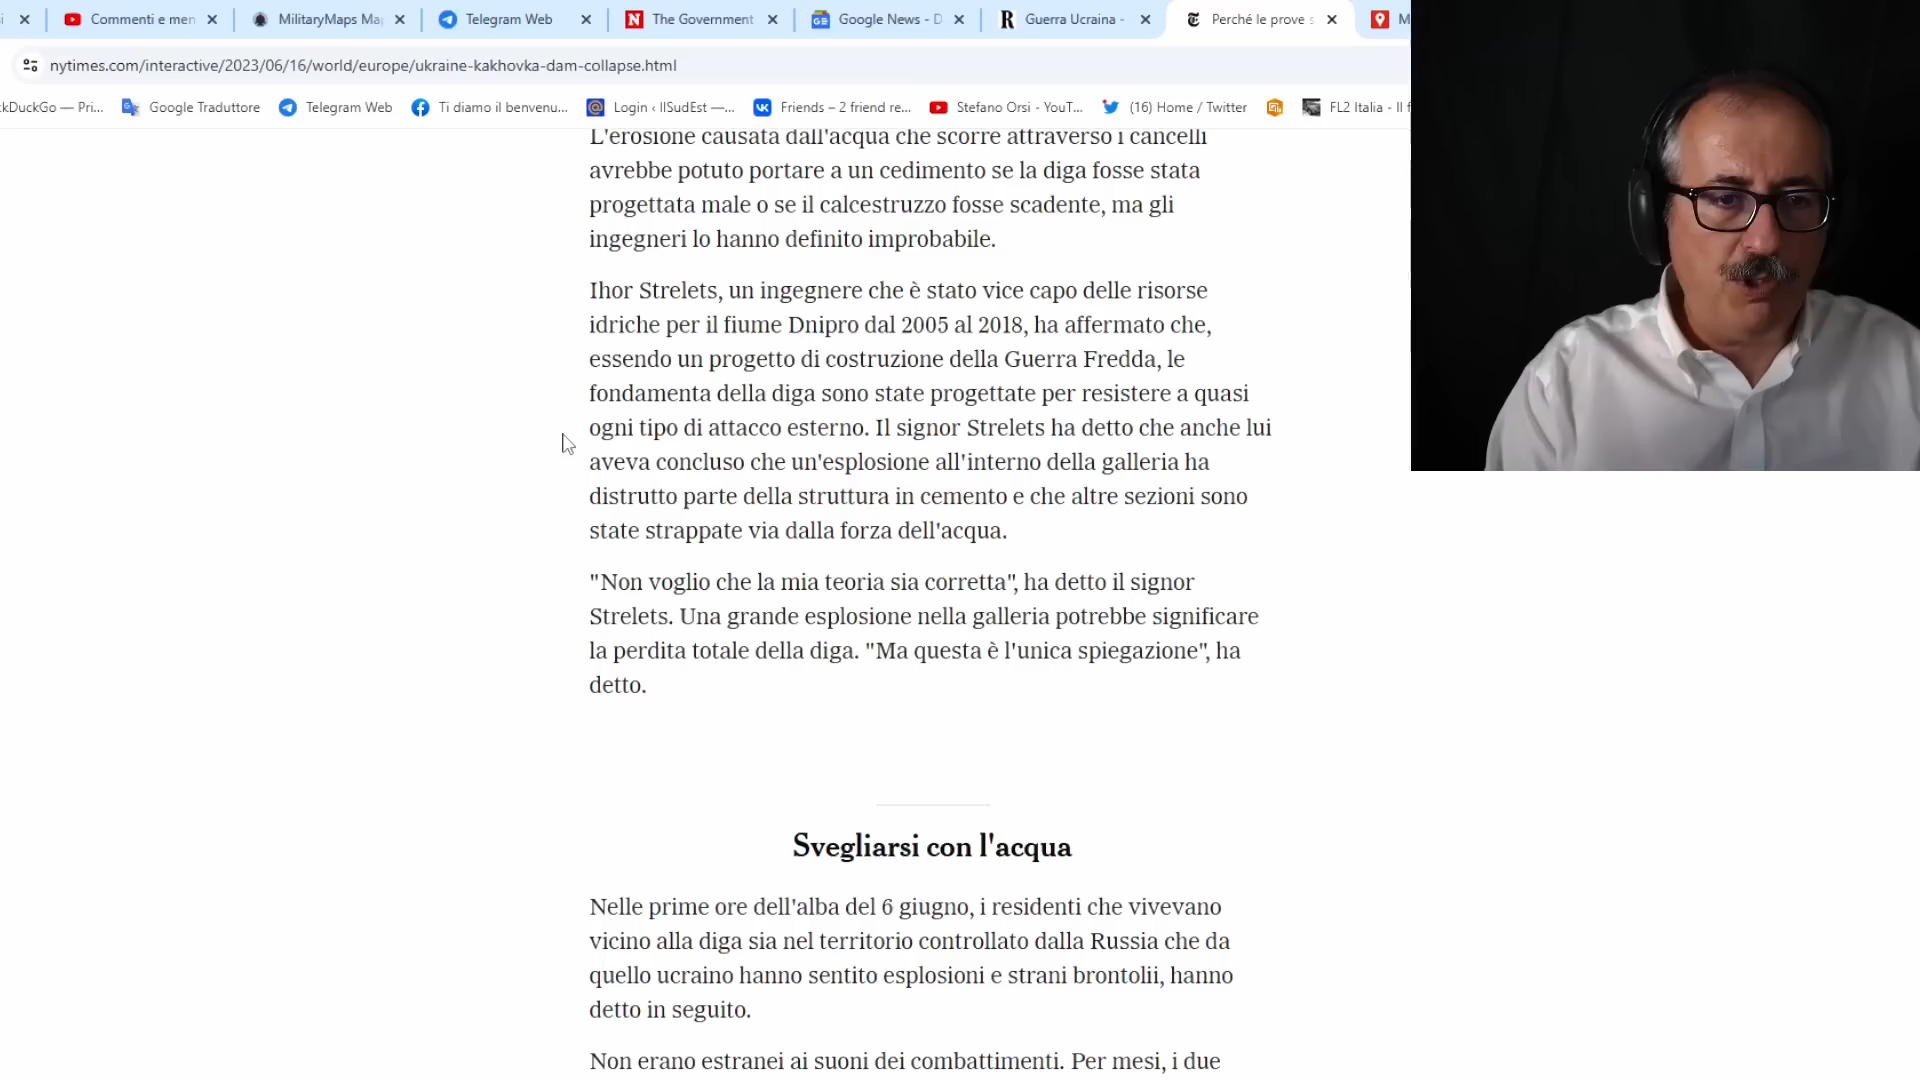 Commenti e men
MilitaryMaps Ma
Telegram Web
The Government
Google News - D
Guerra Ucraina -
Perché le prove s
nytimes.com/interactive/2023/06/16/world/europe/ukraine-kakhovka-dam-collapse.html
kDuckGo — Pri...
Google Traduttore
Telegram Web
Ti diamo il benvenu...
Login ‹ IlSudEst —...
Friends – 2 friend re...
Stefano Orsi - YouT...
(16) Home / Twitter
FL2 Italia - Il f
L'erosione causata dall'acqua che scorre attraverso i cancelli
avrebbe potuto portare a un cedimento se la diga fosse stata
progettata male o se il calcestruzzo fosse scadente, ma gli
ingegneri lo hanno definito improbabile.
Ihor Strelets, un ingegnere che è stato vice capo delle risorse
idriche per il fiume Dnipro dal 2005 al 2018, ha affermato che,
essendo un progetto di costruzione della Guerra Fredda, le
fondamenta della diga sono state progettate per resistere a quasi
ogni tipo di attacco esterno. Il signor Strelets ha detto che anche lui
aveva concluso che un'esplosione all'interno della galleria ha
distrutto parte della struttura in cemento e che altre sezioni sono
state strappate via dalla forza dell'acqua.
"Non voglio che la mia teoria sia corretta", ha detto il signor
Strelets. Una grande esplosione nella galleria potrebbe significare
la perdita totale della diga. "Ma questa è l'unica spiegazione", ha
detto.
Svegliarsi con l'acqua
Nelle prime ore dell'alba del 6 giugno, i residenti che vivevano
vicino alla diga sia nel territorio controllato dalla Russia che da
quello ucraino hanno sentito esplosioni e strani brontolii, hanno
detto in seguito.
Non erano estranei ai suoni dei combattimenti. Per mesi, i due